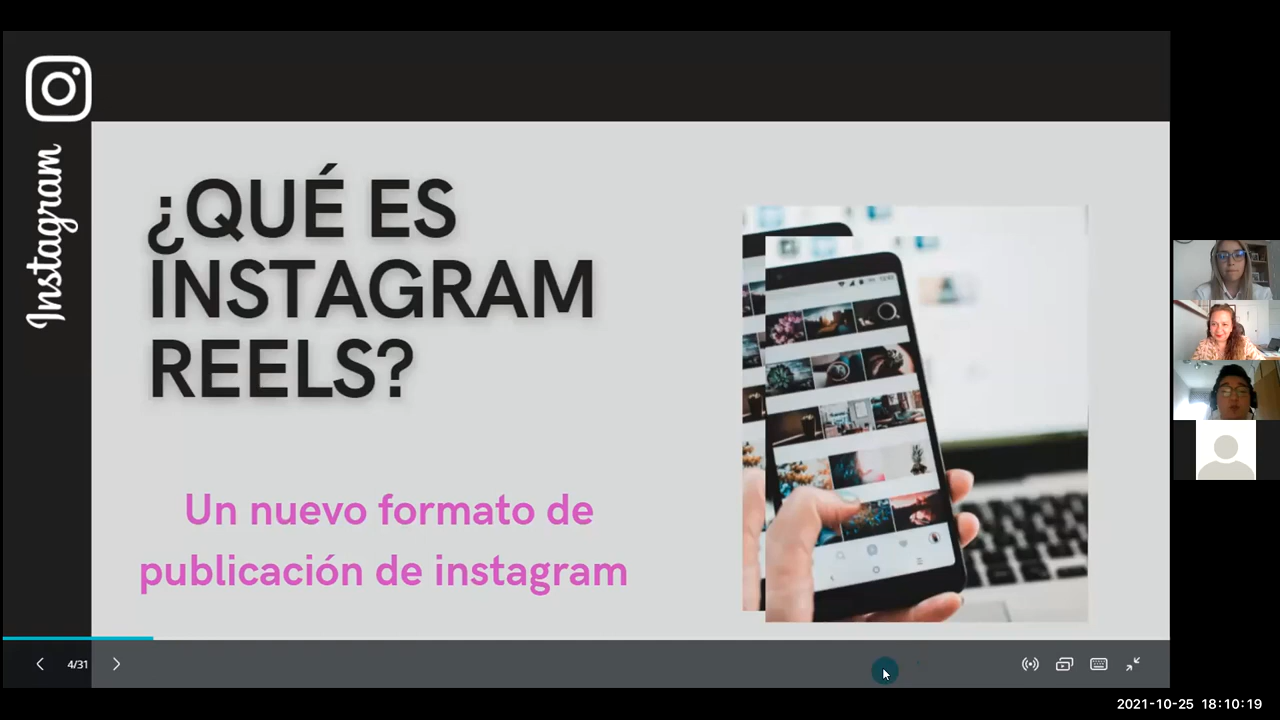 Instagram
¿QUÉ ES
INSTAGRAM
REELS?
Un nuevo formato de
publicación de instagram
4/31
2021-10-25 18:10:19